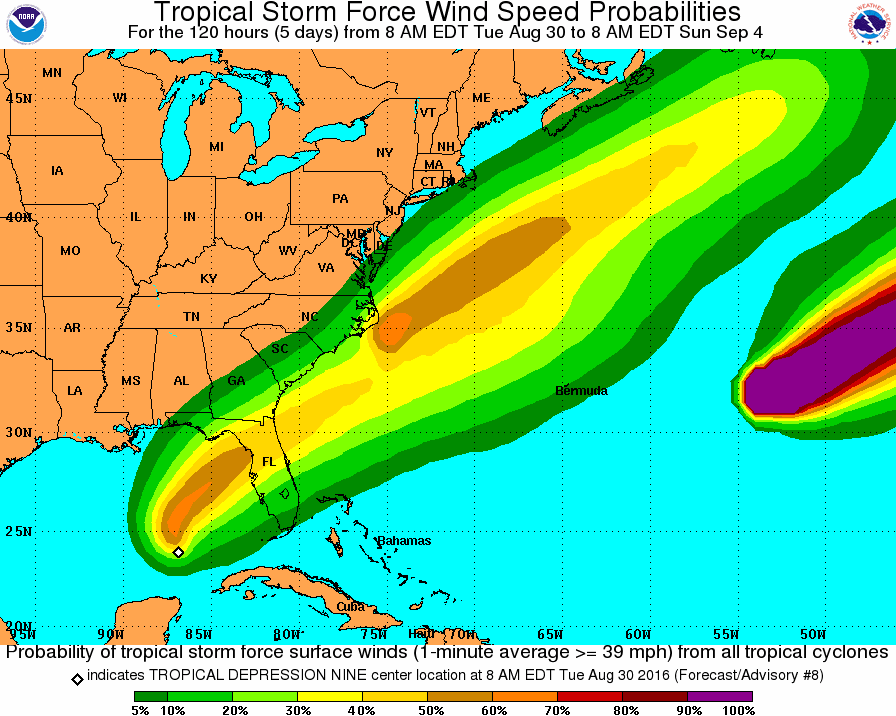 Tropical Storm Force Wind Speed Probabilities
For the 120 hours (5 days) from 8 AM EDT Tue Aug 30 to 8 AM EDT Sun Sep 4
NOAA
NATIONAL WEATHER SERVICE
MN
45N
WI
ME
VT
MI
NY
NH
MA
IA
CT RI
PA
NJ
40N
IL
IN
OH
MD
DC
DE
MO
WV
VA
KY
TN
NC
35N
AR
SC
MS
AL
GA
LA
Bermuda
30N
FL
25N
Bahamas
Cuba
20N
Haiti
95W 90W 85W 80W 75W 70W 65W 60W 55W 50W
Probability of tropical storm force surface winds (1-minute average >= 39 mph) from all tropical cyclones
indicates TROPICAL DEPRESSION NINE center location at 8 AM EDT Tue Aug 30 2016 (Forecast/Advisory #8)
5% 10% 20% 30% 40% 50% 60% 70% 80% 90% 100%